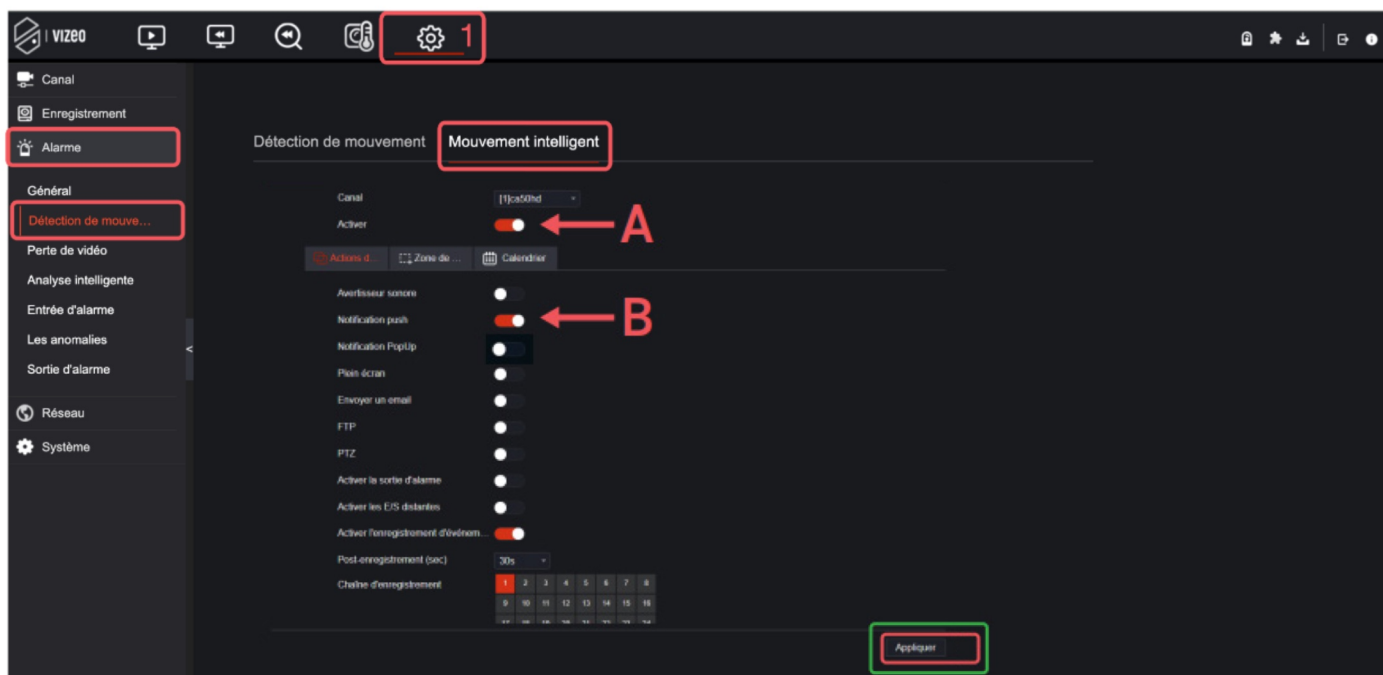 VIZEO
1
Canal
Enregistrement
Alarme
Général
Détection de mouve...
Perte de vidéo
Analyse intelligente
Entrée d'alarme
Les anomalies
Sortie d'alarme
Réseau
Système
<
Détection de mouvement Mouvement intelligent
Canal [1]ca50hd
Activer A
Actions d... Zone de ... Calendrier
Avertisseur sonore
Notification push B
Notification PopUp
Plein écran
Envoyer un email
FTP
PTZ
Activer la sortie d'alarme
Activer les E/S distantes
Activer l'enregistrement d'événem...
Post-enregistrement (sec) 30s
Chaîne d'enregistrement 1 2 3 4 5 6 7 8
9 10 11 12 13 14 15 16
Appliquer